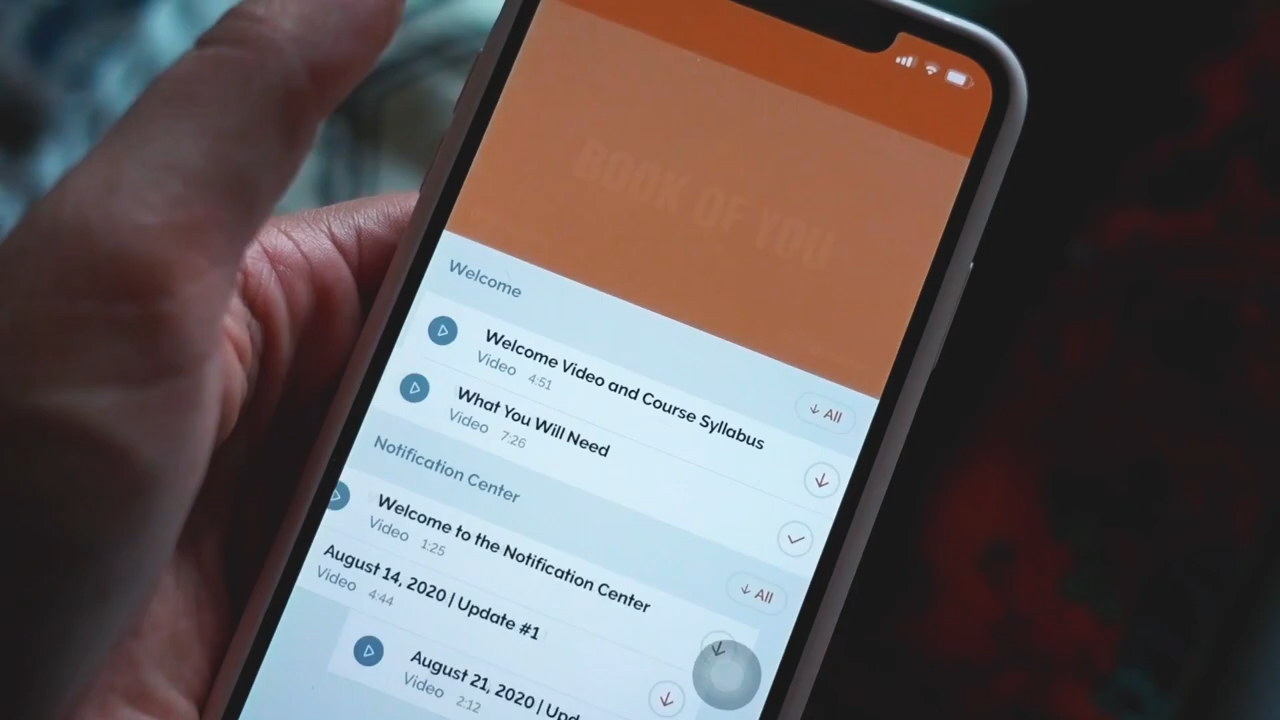 BOOK OF YOU
Welcome
↓ All
Welcome Video and Course Syllabus
Video 4:51
What You Will Need
Video 7:26
Notification Center
↓ All
Welcome to the Notification Center
Video 1:25
August 14, 2020 | Update #1
Video 4:44
August 21, 2020 | Upd
Video 2:12